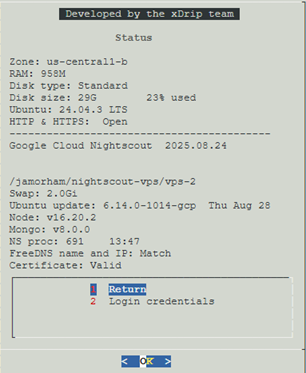 Developed by the xDrip team
Status
Zone: us-central1-b
RAM: 958M
Disk type: Standard
Disk size: 29G 23% used
Ubuntu: 24.04.3 LTS
HTTP & HTTPS: Open
-----------------------------------------
Google Cloud Nightscout 2025.08.24
/jamorham/nightscout-vps/vps-2
Swap: 2.0Gi
Ubuntu update: 6.14.0-1014-gcp Thu Aug 28
Node: v16.20.2
Mongo: v8.0.0
NS proc: 691 13:47
FreeDNS name and IP: Match
Certificate: Valid
1 Return
2 Login credentials
< OK >